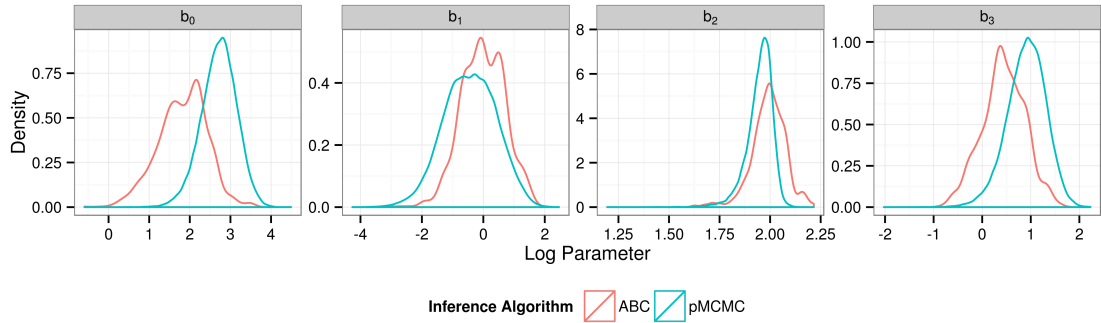 b₀ b₁ b₂ b₃
Density
0.00 0.25 0.50 0.75
0 1 2 3 4
0.0 0.2 0.4
-4 -2 0 2
0 2 4 6 8
1.25 1.50 1.75 2.00 2.25
0.00 0.25 0.50 0.75 1.00
-2 -1 0 1 2
Log Parameter
Inference Algorithm ABC pMCMC